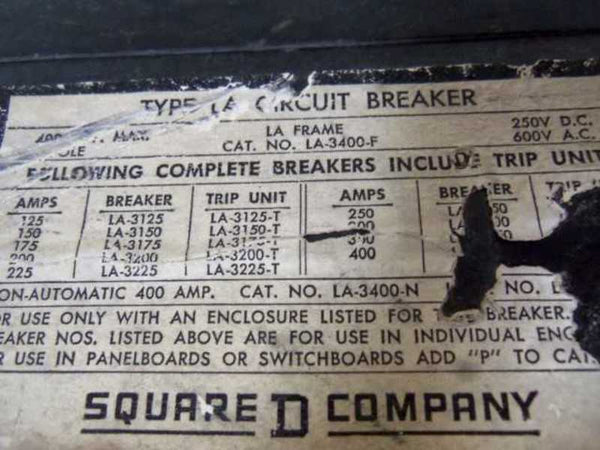 TYPE LA CIRCUIT BREAKER
LA FRAME 250V D.C.
CAT. NO. LA-3400-F 600V A.C.
FOLLOWING COMPLETE BREAKERS INCLUDE TRIP UNIT
AMPS BREAKER TRIP UNIT AMPS BREAKER
125 LA-3125 LA-3125-T 250
150 LA-3150 LA-3150-T
175 LA-3175
200 LA-3200 LA-3200-T 400
225 LA-3225 LA-3225-T
ON-AUTOMATIC 400 AMP. CAT. NO. LA-3400-N NO.
R USE ONLY WITH AN ENCLOSURE LISTED FOR BREAKER.
EAKER NOS. LISTED ABOVE ARE FOR USE IN INDIVIDUAL ENC
R USE IN PANELBOARDS OR SWITCHBOARDS ADD "P" TO CAT
SQUARE D COMPANY